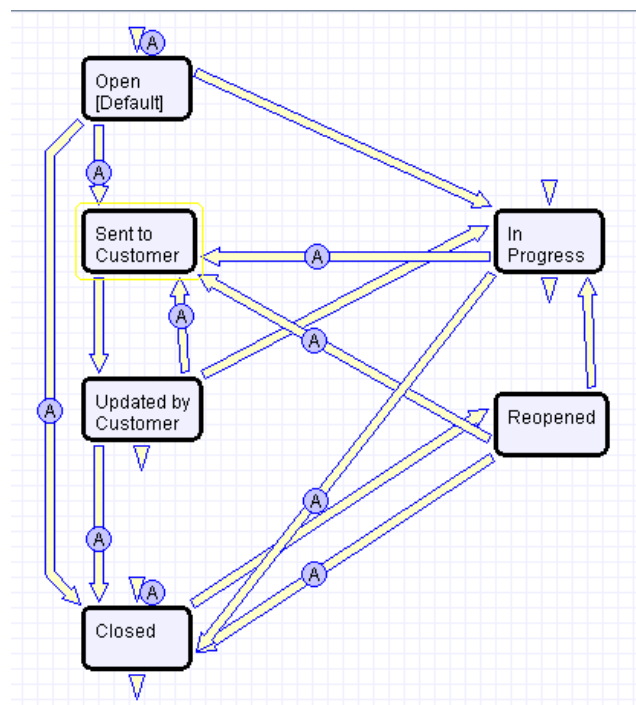 A
Open
[Default]
A
Sent to
Customer
A
In
Progress
A
A
Updated by
Customer
Reopened
A
A
A
A
A
Closed